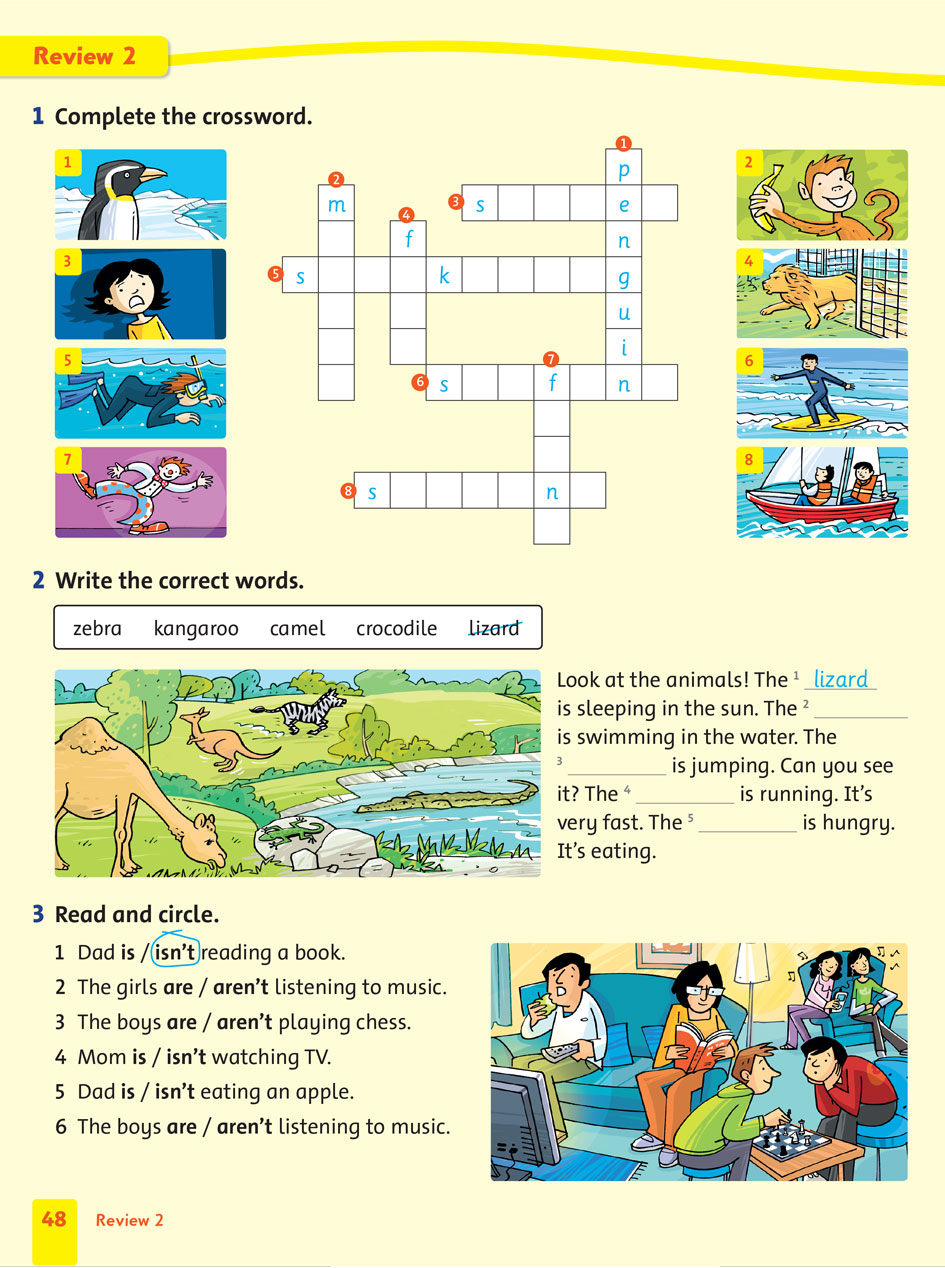 Review 2
1 Complete the crossword.
1
2
3
4
5
6
7
8
1
p
2
m
3 s e
4
f
n
5 s k g
u
i
7
6 s f n
8 s n
2 Write the correct words.
zebra kangaroo camel crocodile lizard
Look at the animals! The 1 lizard
is sleeping in the sun. The 2 __________
is swimming in the water. The
3 __________ is jumping. Can you see
it? The 4 __________ is running. It's
very fast. The 5 __________ is hungry.
It's eating.
3 Read and circle.
1 Dad is / isn't reading a book.
2 The girls are / aren't listening to music.
3 The boys are / aren't playing chess.
4 Mom is / isn't watching TV.
5 Dad is / isn't eating an apple.
6 The boys are / aren't listening to music.
48 Review 2